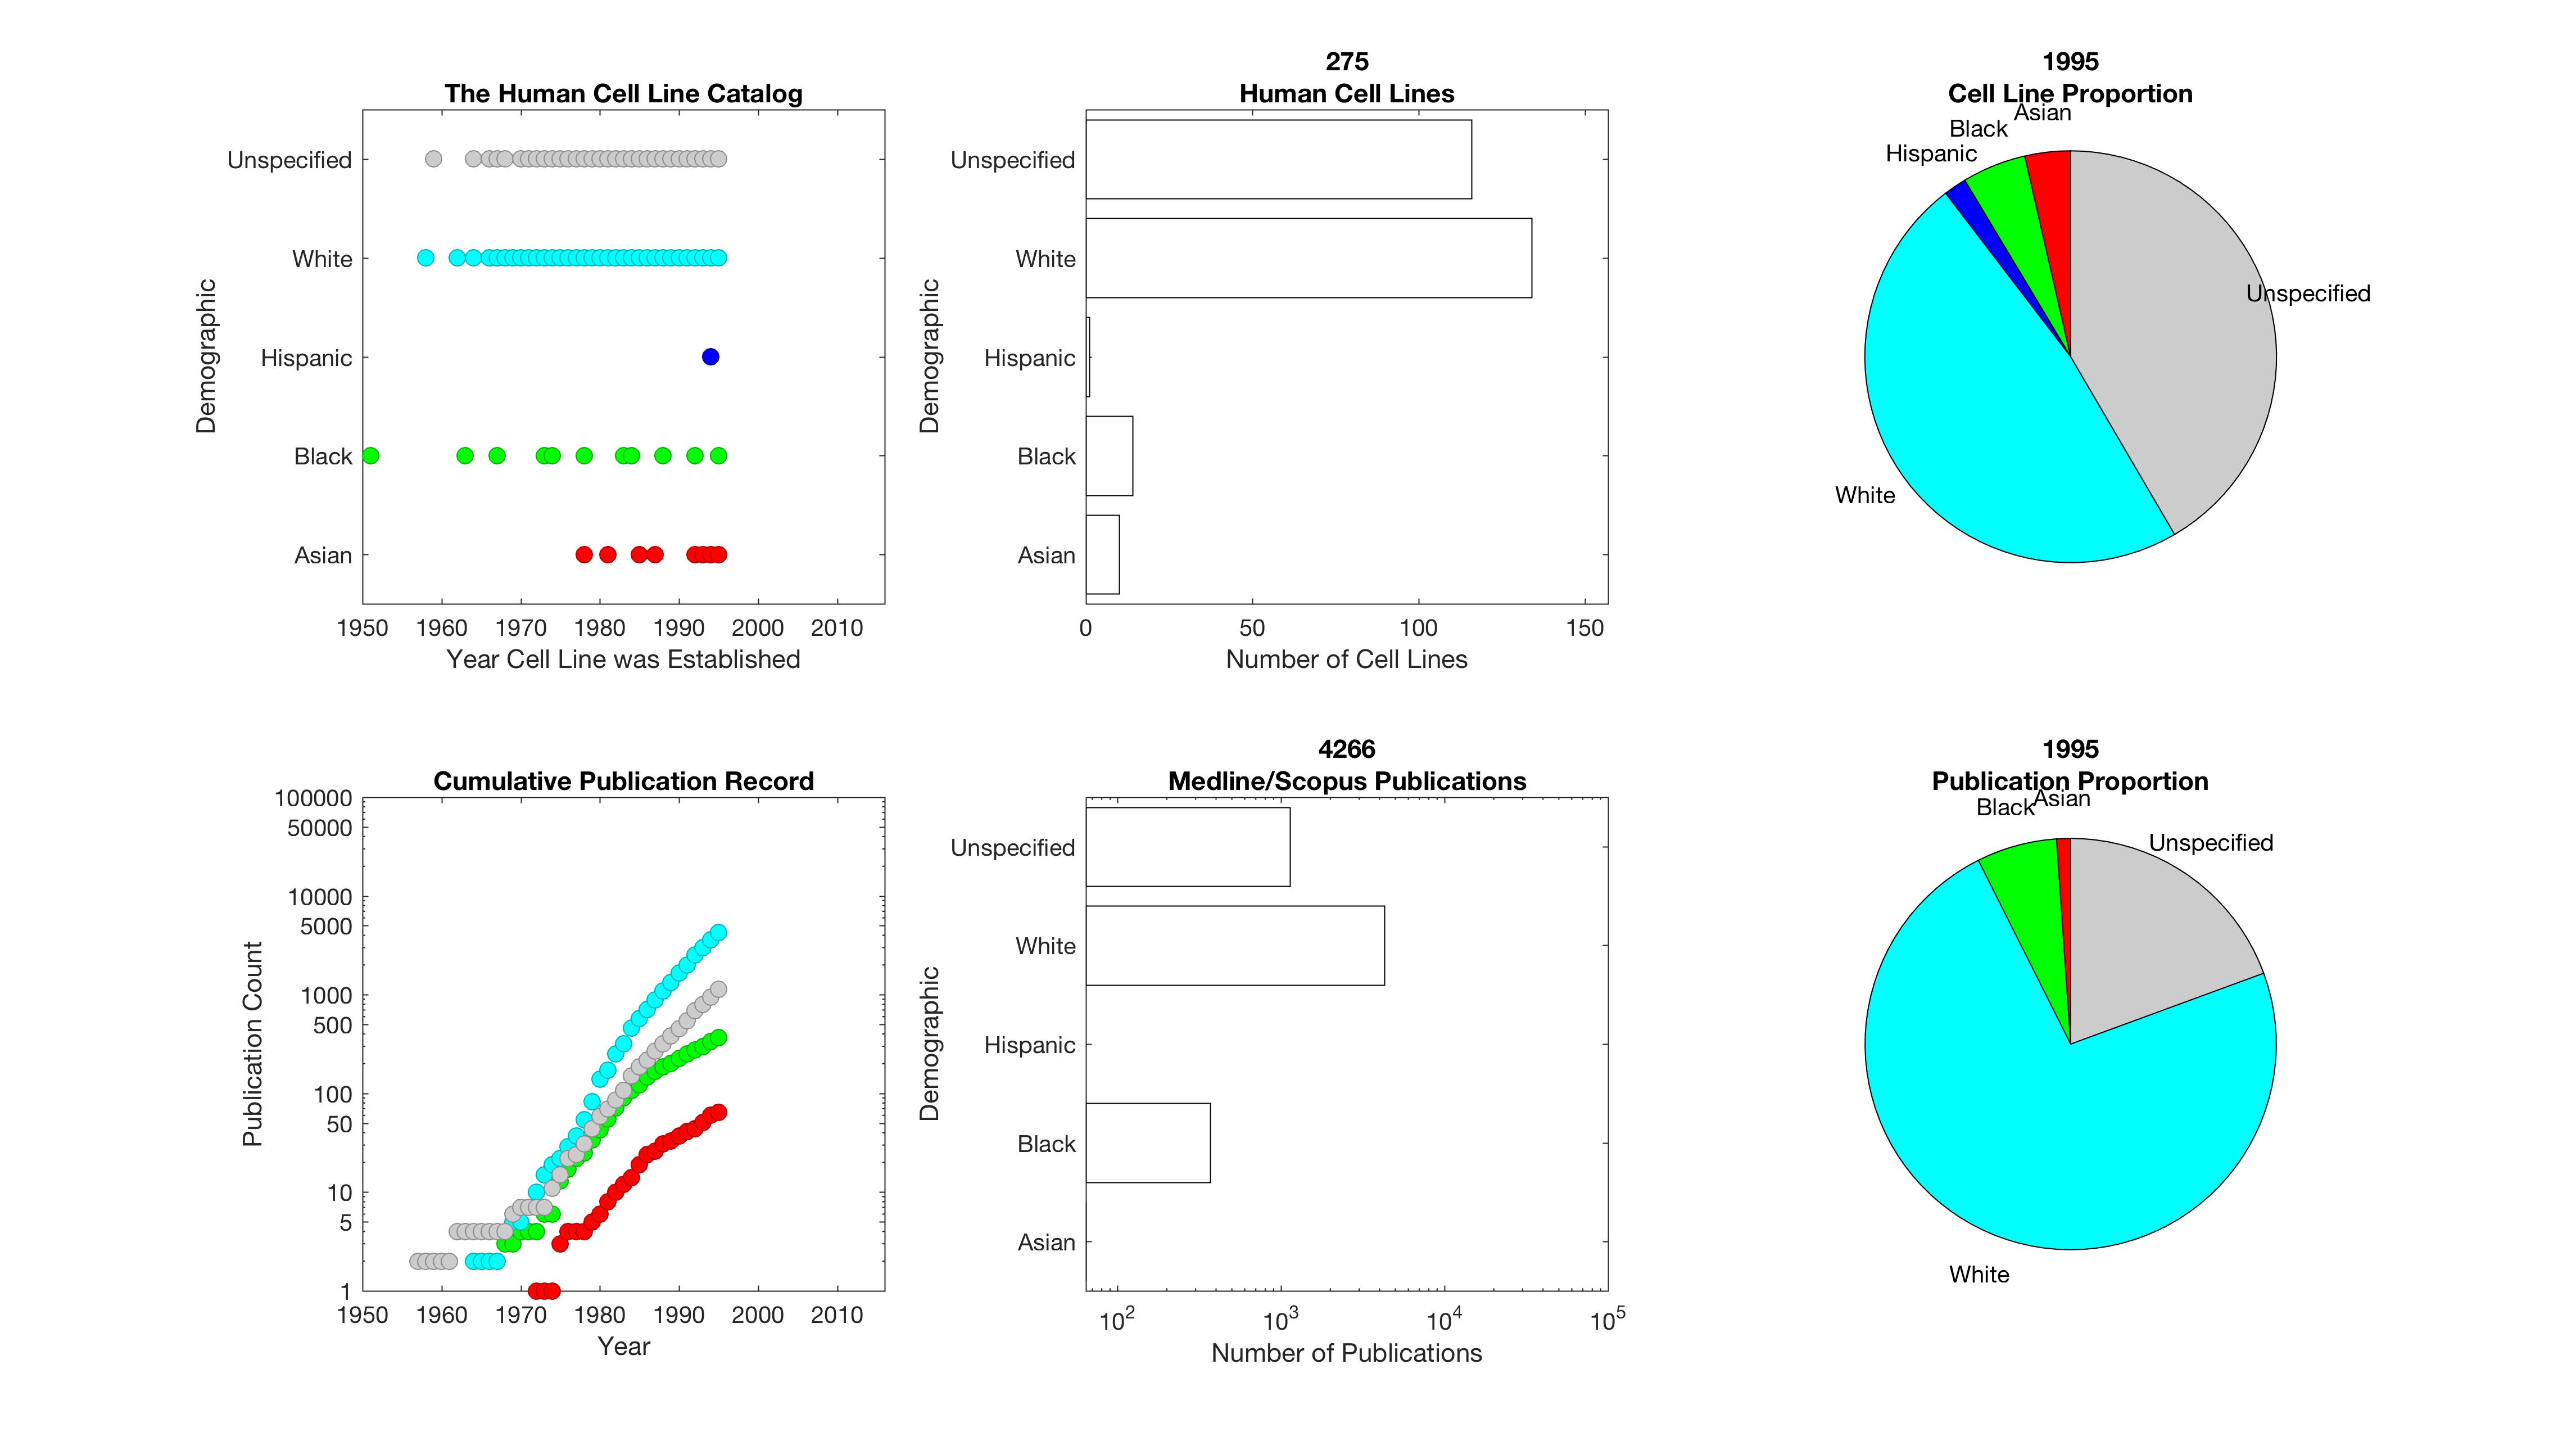 The Human Cell Line Catalog
Unspecified
White
Hispanic
Black
Asian
Demographic
1950 1960 1970 1980 1990 2000 2010
Year Cell Line was Established
275
Human Cell Lines
Unspecified
White
Hispanic
Black
Asian
Demographic
0 50 100 150
Number of Cell Lines
1995
Cell Line Proportion
Asian
Black
Hispanic
Unspecified
White
Cumulative Publication Record
100000
50000
10000
5000
1000
500
100
50
10
5
1
Publication Count
1950 1960 1970 1980 1990 2000 2010
Year
4266
Medline/Scopus Publications
Unspecified
White
Hispanic
Black
Asian
Demographic
10² 10³ 10⁴ 10⁵
Number of Publications
1995
Publication Proportion
Asian
Black
Unspecified
White